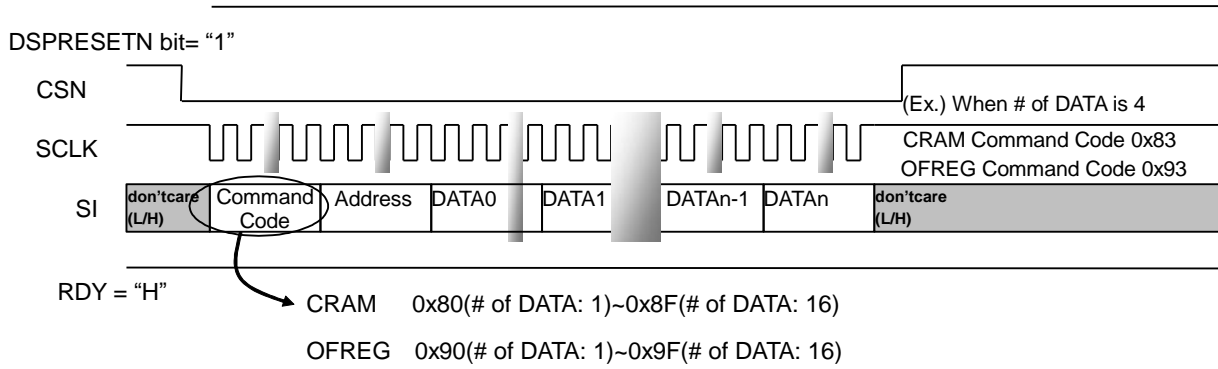 DSPRESETN bit= “1”
CSN
(Ex.) When # of DATA is 4
SCLK
CRAM Command Code 0x83
OFREG Command Code 0x93
SI
don’tcare
(L/H)
Command
Code
Address
DATA0
DATA1
DATAn-1
DATAn
don’tcare
(L/H)
RDY = “H”
CRAM 0x80(# of DATA: 1)~0x8F(# of DATA: 16)
OFREG 0x90(# of DATA: 1)~0x9F(# of DATA: 16)